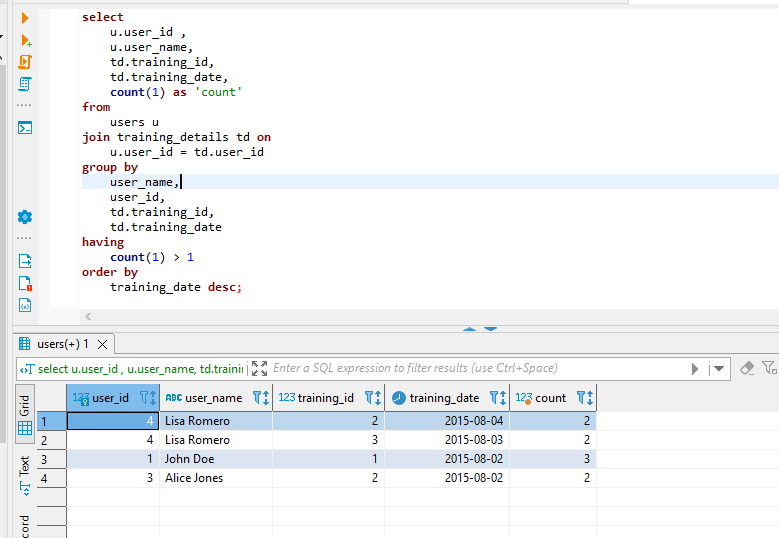 select
u.user_id ,
u.user_name,
td.training_id,
td.training_date,
count(1) as 'count'
from
users u
join training_details td on
u.user_id = td.user_id
group by
user_name,
user_id,
td.training_id,
td.training_date
having
count(1) > 1
order by
training_date desc;
users(+) 1
select u.user_id , u.user_name, td.traini
Enter a SQL expression to filter results (use Ctrl+Space)
Grid
Text
cord
123 user_id ABC user_name 123 training_id training_date 123 count
1 4 Lisa Romero 2 2015-08-04 2
2 4 Lisa Romero 3 2015-08-03 2
3 1 John Doe 1 2015-08-02 3
4 3 Alice Jones 2 2015-08-02 2